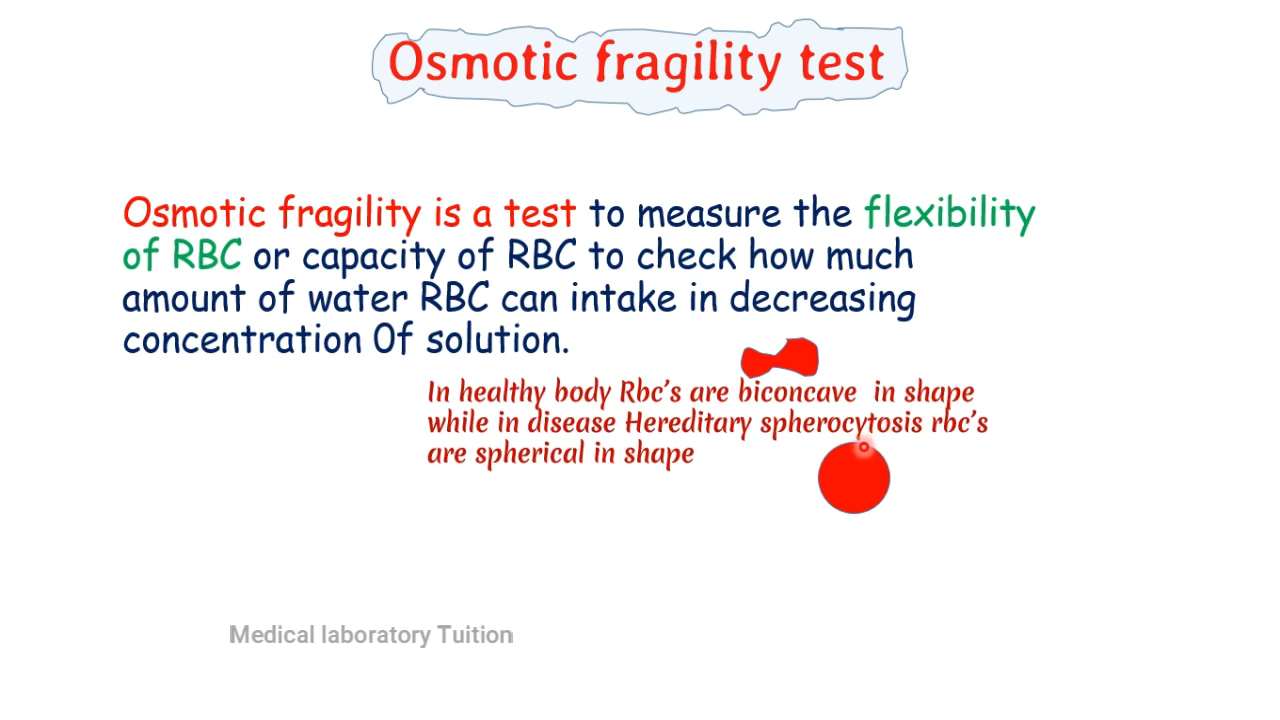 Osmotic fragility test
Osmotic fragility is a test to measure the flexibility
of RBC or capacity of RBC to check how much
amount of water RBC can intake in decreasing
concentration 0f solution.
In healthy body Rbc's are biconcave in shape
while in disease Hereditary spherocytosis rbc's
are spherical in shape
Medical laboratory Tuition